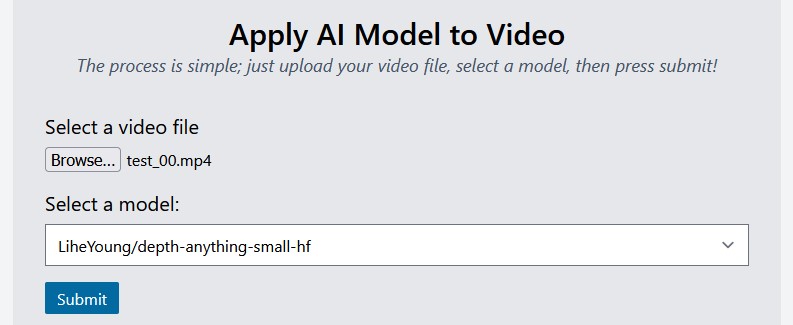 Apply AI Model to Video
The process is simple; just upload your video file, select a model, then press submit!
Select a video file
Browse... test_00.mp4
Select a model:
LiheYoung/depth-anything-small-hf
Submit